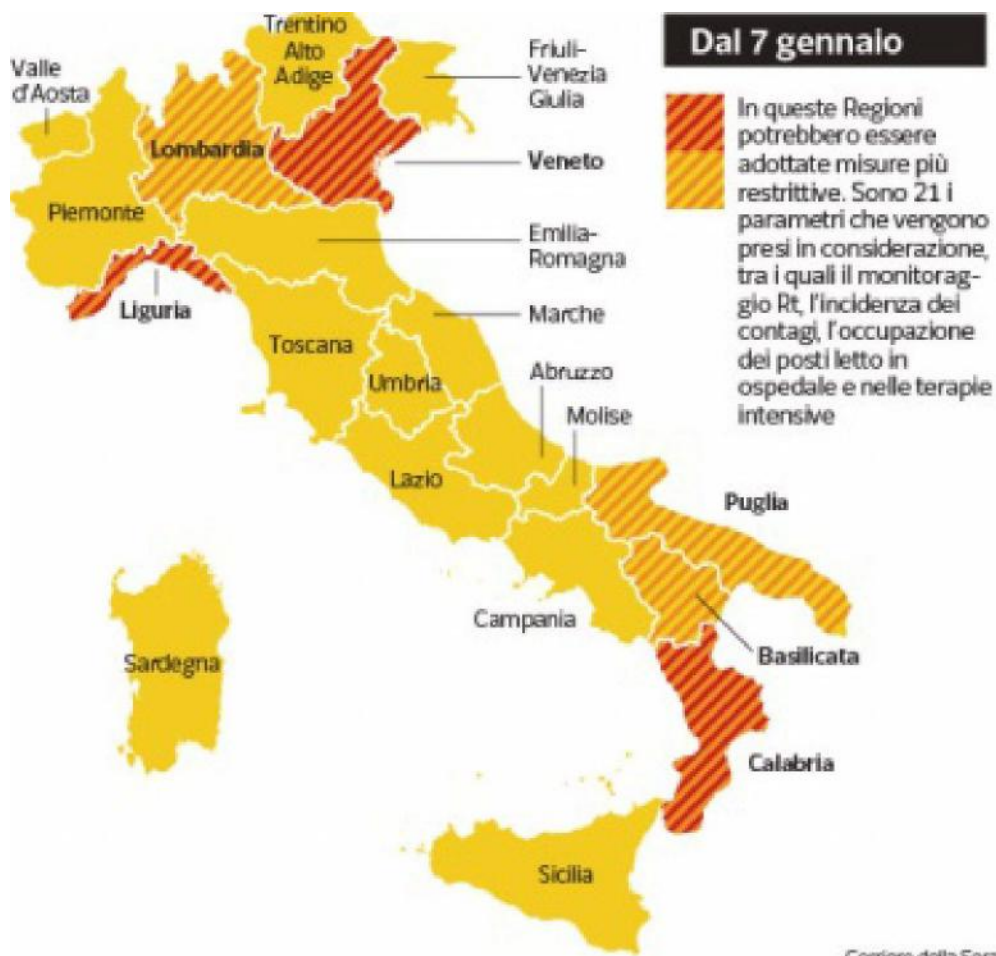 Dal 7 gennaio
In queste Regioni
potrebbero essere
adottate misure più
restrittive. Sono 21 i
parametri che vengono
presi in considerazione,
tra i quali il monitorag-
gio Rt, l'incidenza dei
contagi, l'occupazione
dei posti letto in
ospedale e nelle terapie
intensive
Trentino
Alto
Adige
Friuli-
Venezia
Giulia
Valle
d'Aosta
Lombardia
Veneto
Piemonte
Emilia-
Romagna
Liguria
Marche
Toscana
Umbria
Abruzzo
Molise
Lazio
Puglia
Campania
Basilicata
Sardegna
Calabria
Sicilia
Corriere della Sera